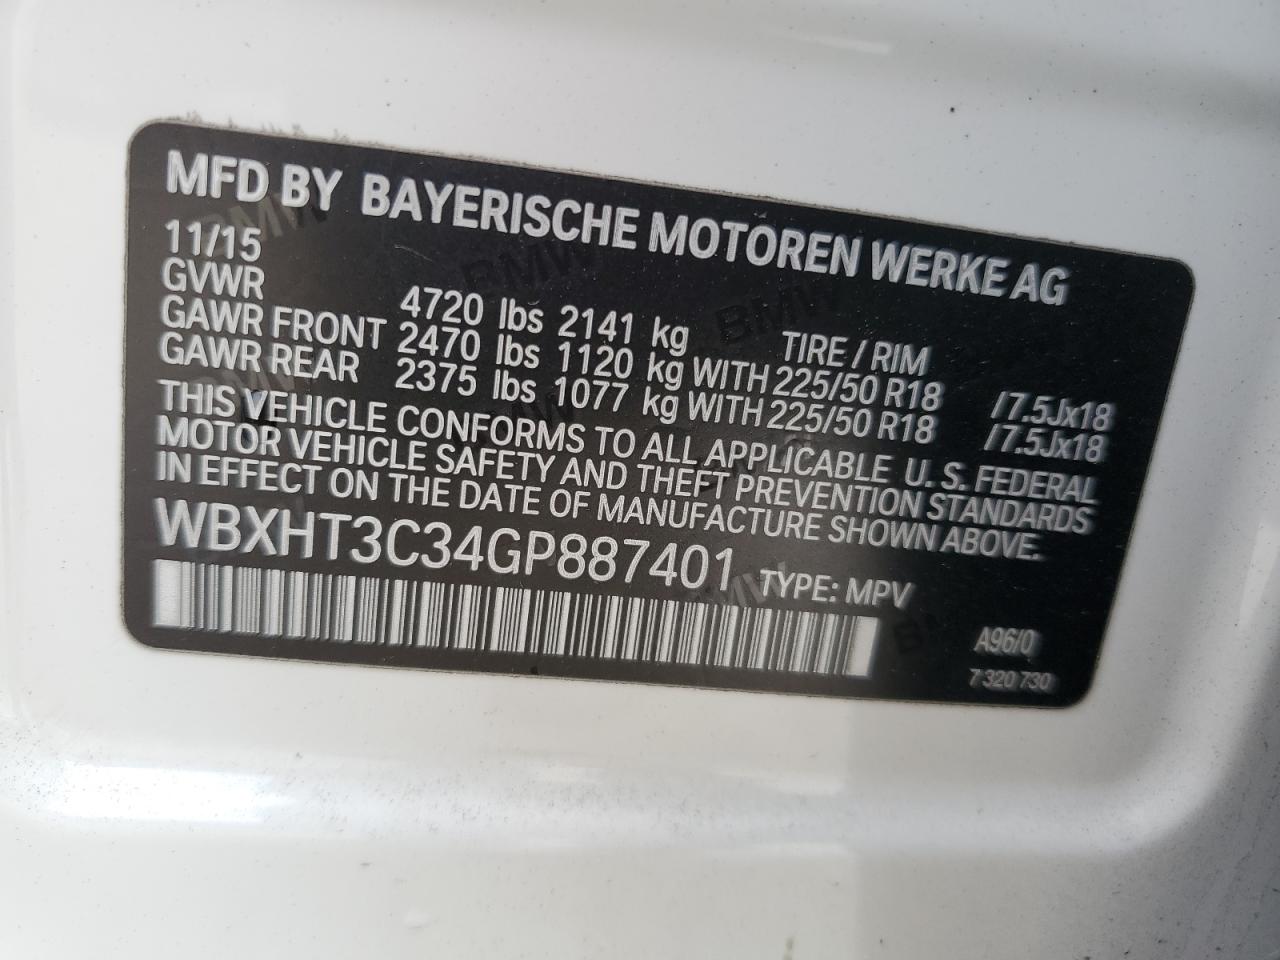 MFD BY BAYERISCHE MOTOREN WERKE AG
11/15
GVWR 4720 lbs 2141 kg TIRE / RIM
GAWR FRONT 2470 lbs 1120 kg WITH 225/50 R18 / 7.5Jx18
GAWR REAR 2375 lbs 1077 kg WITH 225/50 R18 / 7.5Jx18
THIS VEHICLE CONFORMS TO ALL APPLICABLE U. S. FEDERAL
MOTOR VEHICLE SAFETY AND THEFT PREVENTION STANDARDS
IN EFFECT ON THE DATE OF MANUFACTURE SHOWN ABOVE.
WBXHT3C34GP887401 TYPE: MPV
A96/0
7 320 730